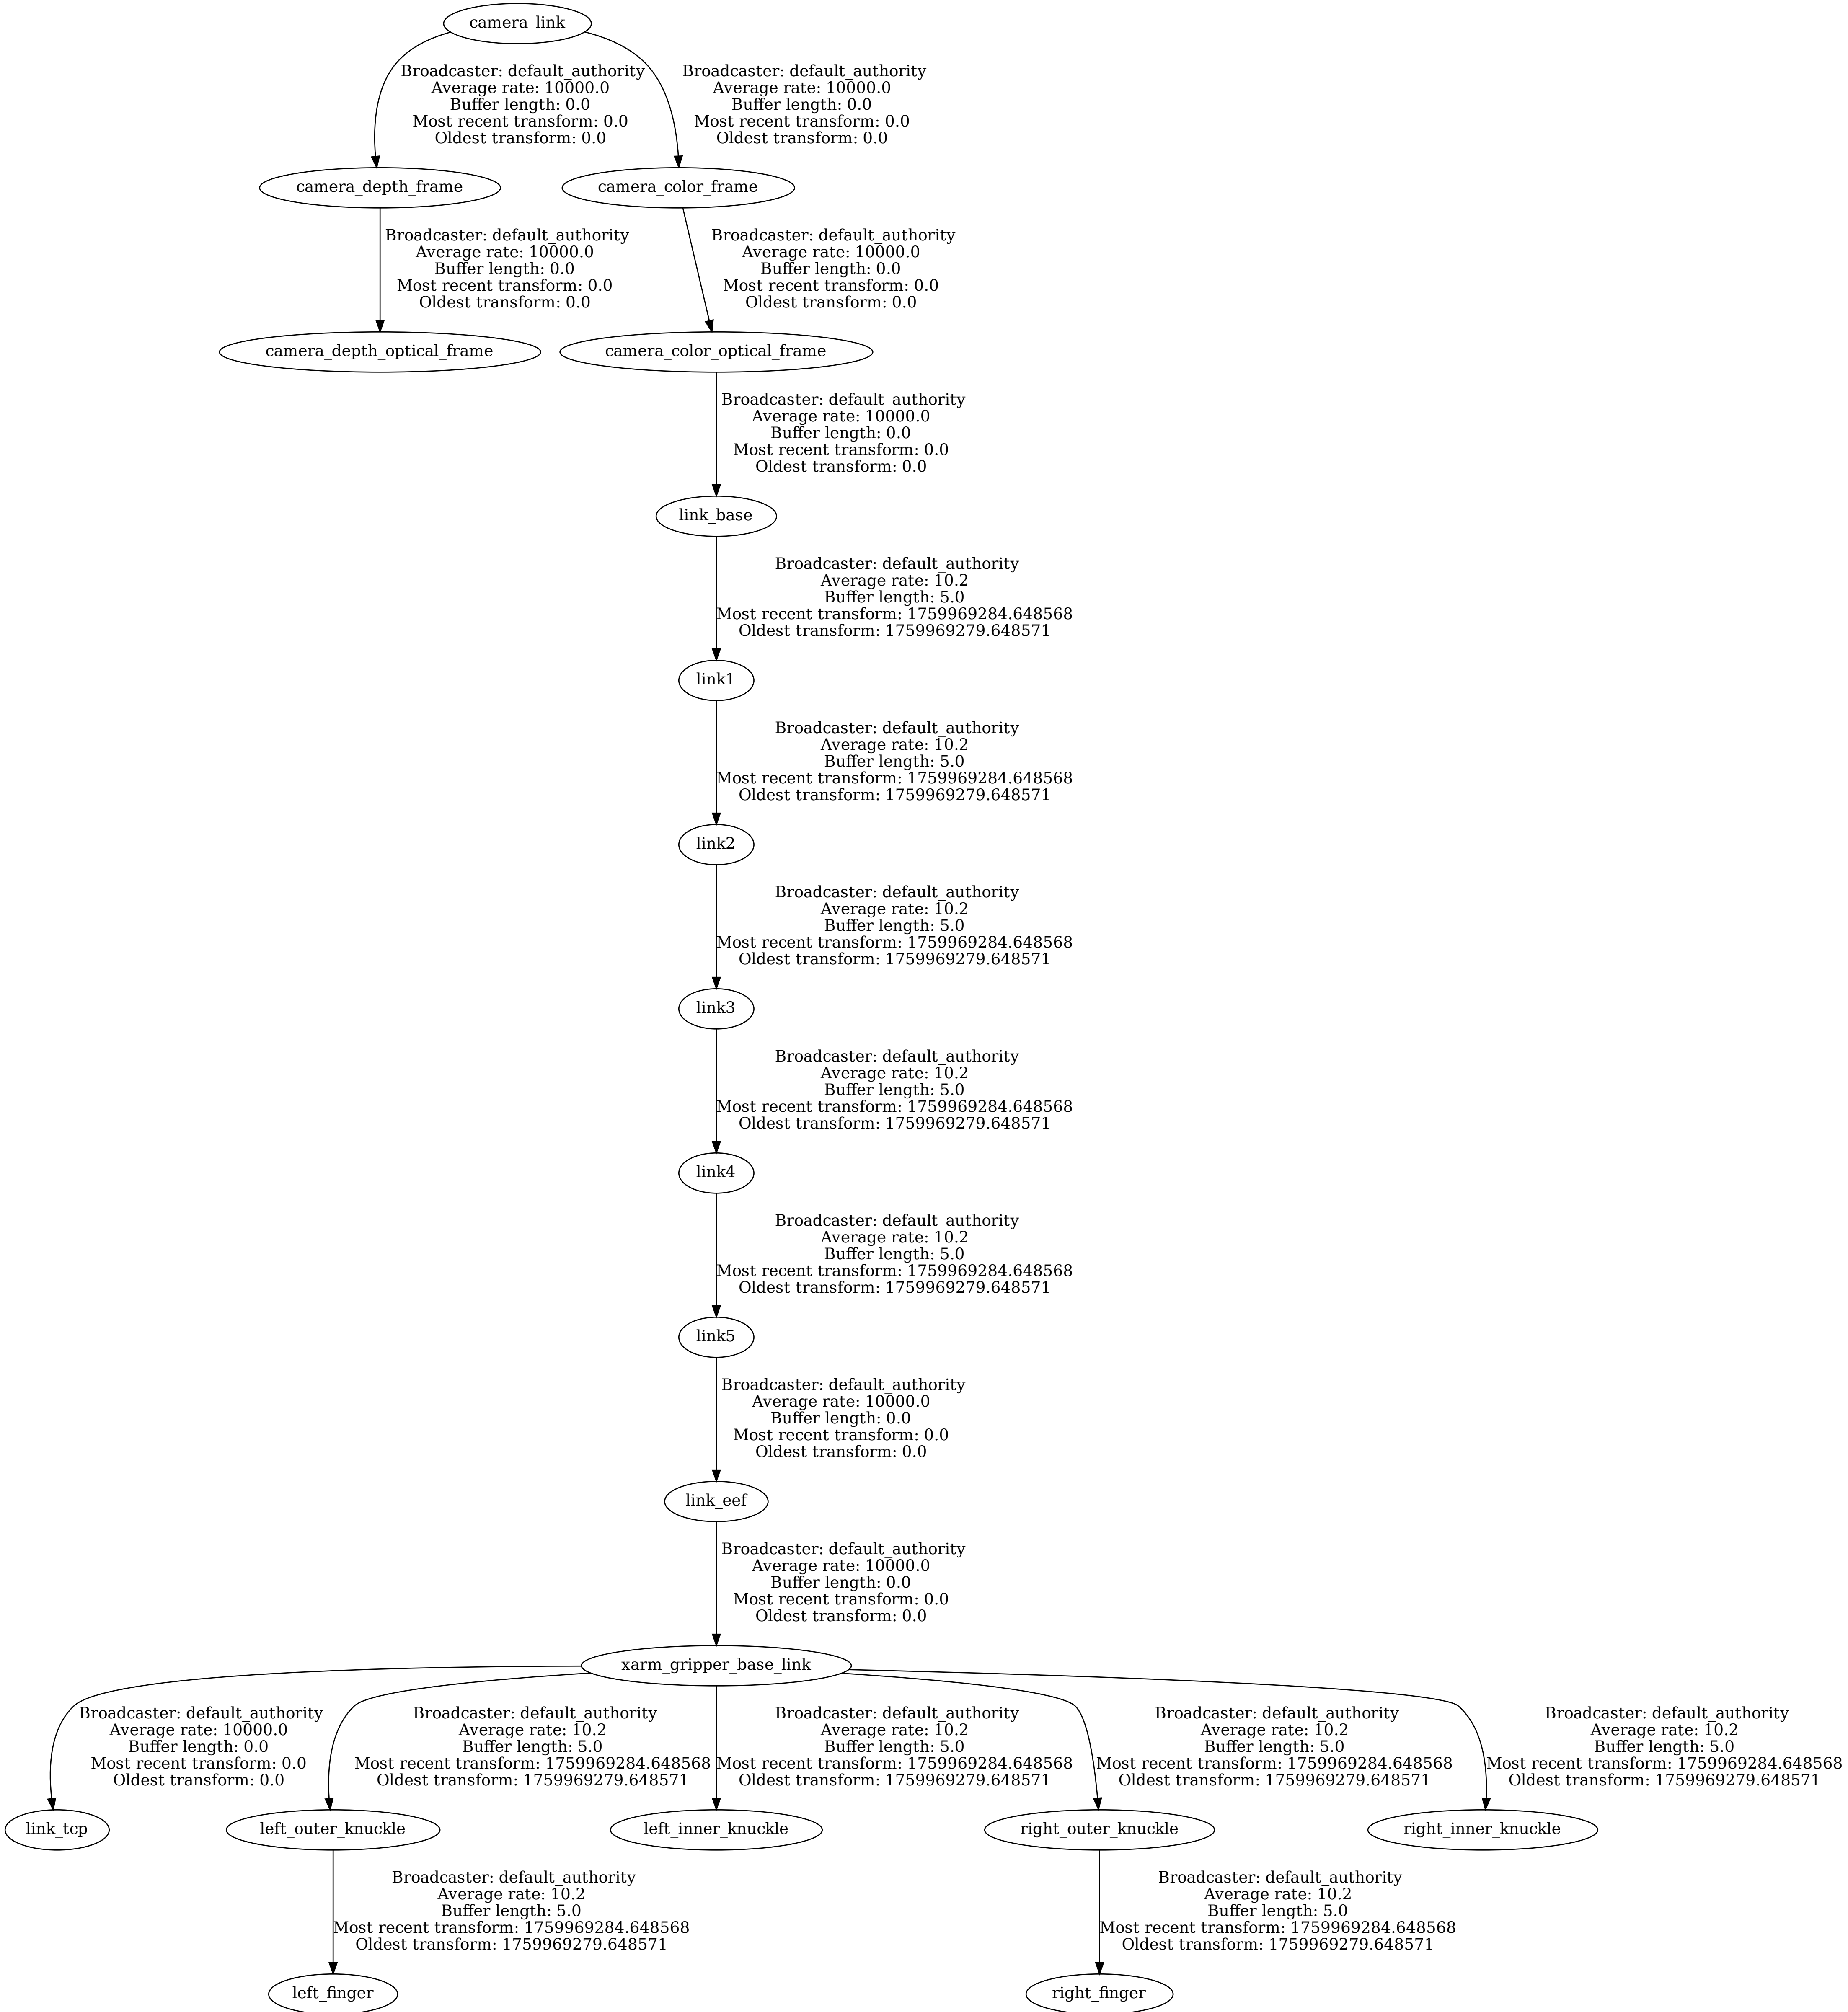 camera_link
Broadcaster: default_authority
Average rate: 10000.0
Buffer length: 0.0
Most recent transform: 0.0
Oldest transform: 0.0
Broadcaster: default_authority
Average rate: 10000.0
Buffer length: 0.0
Most recent transform: 0.0
Oldest transform: 0.0
camera_depth_frame
camera_color_frame
Broadcaster: default_authority
Average rate: 10000.0
Buffer length: 0.0
Most recent transform: 0.0
Oldest transform: 0.0
Broadcaster: default_authority
Average rate: 10000.0
Buffer length: 0.0
Most recent transform: 0.0
Oldest transform: 0.0
camera_depth_optical_frame
camera_color_optical_frame
Broadcaster: default_authority
Average rate: 10000.0
Buffer length: 0.0
Most recent transform: 0.0
Oldest transform: 0.0
link_base
Broadcaster: default_authority
Average rate: 10.2
Buffer length: 5.0
Most recent transform: 1759969284.648568
Oldest transform: 1759969279.648571
link1
Broadcaster: default_authority
Average rate: 10.2
Buffer length: 5.0
Most recent transform: 1759969284.648568
Oldest transform: 1759969279.648571
link2
Broadcaster: default_authority
Average rate: 10.2
Buffer length: 5.0
Most recent transform: 1759969284.648568
Oldest transform: 1759969279.648571
link3
Broadcaster: default_authority
Average rate: 10.2
Buffer length: 5.0
Most recent transform: 1759969284.648568
Oldest transform: 1759969279.648571
link4
Broadcaster: default_authority
Average rate: 10.2
Buffer length: 5.0
Most recent transform: 1759969284.648568
Oldest transform: 1759969279.648571
link5
Broadcaster: default_authority
Average rate: 10000.0
Buffer length: 0.0
Most recent transform: 0.0
Oldest transform: 0.0
link_eef
Broadcaster: default_authority
Average rate: 10000.0
Buffer length: 0.0
Most recent transform: 0.0
Oldest transform: 0.0
xarm_gripper_base_link
Broadcaster: default_authority
Average rate: 10000.0
Buffer length: 0.0
Most recent transform: 0.0
Oldest transform: 0.0
Broadcaster: default_authority
Average rate: 10.2
Buffer length: 5.0
Most recent transform: 1759969284.648568
Oldest transform: 1759969279.648571
Broadcaster: default_authority
Average rate: 10.2
Buffer length: 5.0
Most recent transform: 1759969284.648568
Oldest transform: 1759969279.648571
Broadcaster: default_authority
Average rate: 10.2
Buffer length: 5.0
Most recent transform: 1759969284.648568
Oldest transform: 1759969279.648571
Broadcaster: default_authority
Average rate: 10.2
Buffer length: 5.0
Most recent transform: 1759969284.648568
Oldest transform: 1759969279.648571
link_tcp
left_outer_knuckle
left_inner_knuckle
right_outer_knuckle
right_inner_knuckle
Broadcaster: default_authority
Average rate: 10.2
Buffer length: 5.0
Most recent transform: 1759969284.648568
Oldest transform: 1759969279.648571
Broadcaster: default_authority
Average rate: 10.2
Buffer length: 5.0
Most recent transform: 1759969284.648568
Oldest transform: 1759969279.648571
left_finger
right_finger